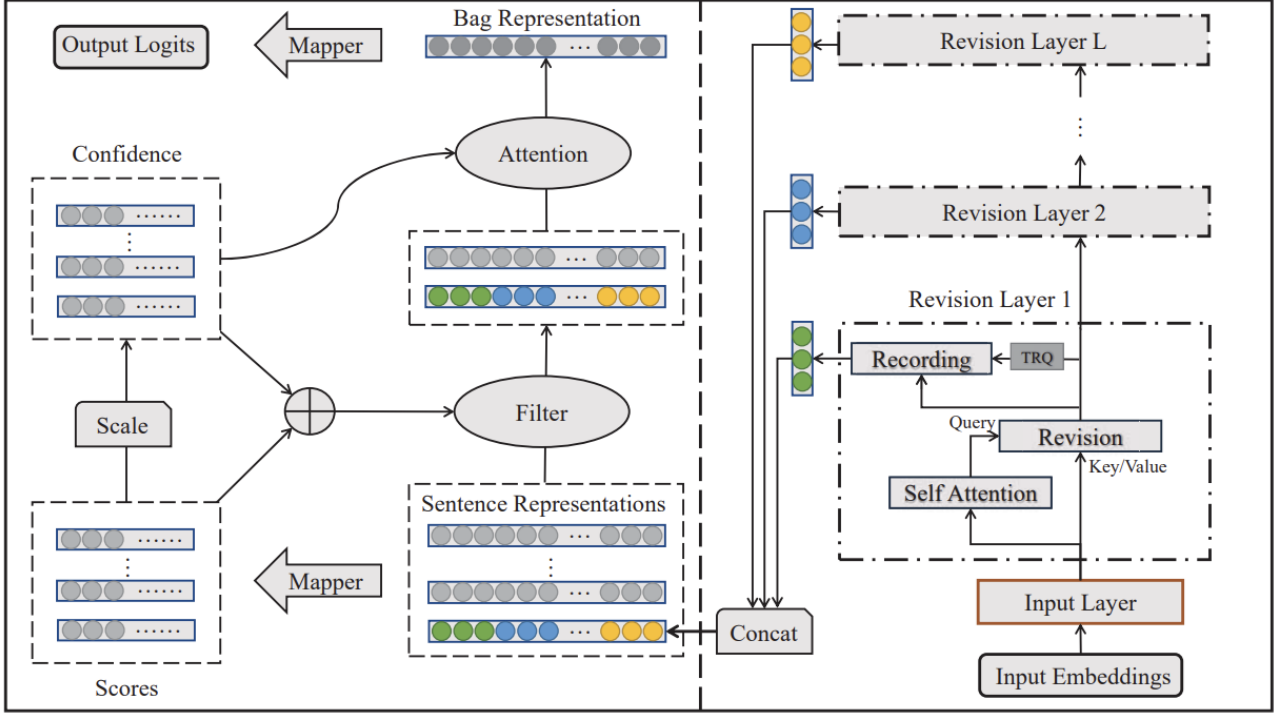 Output Logits
Mapper
Bag Representation
Attention
Confidence
Scale
Filter
Sentence Representations
Mapper
Scores
Revision Layer L
Revision Layer 2
Revision Layer 1
Recording
TRQ
Query
Revision
Key/Value
Self Attention
Input Layer
Concat
Input Embeddings